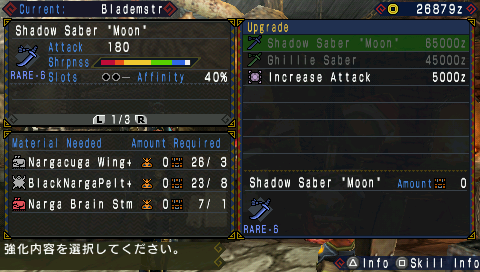 Current: Blademstr
26879z
Shadow Saber "Moon"
Attack 180
Shrpnss
RARE-6 Slots ○○— Affinity 40%
L 1/3 R
Upgrade
Shadow Saber "Moon" 65000z
Ghillie Saber 45000z
Increase Attack 5000z
Material Needed Amount Required
Nargacuga Wing+ 0 26/ 3
BlackNargaPelt+ 0 23/ 8
Narga Brain Stm 0 7/ 1
Shadow Saber "Moon" Amount 0
RARE-6
強化内容を選択してください。
△ Info □ Skill Info